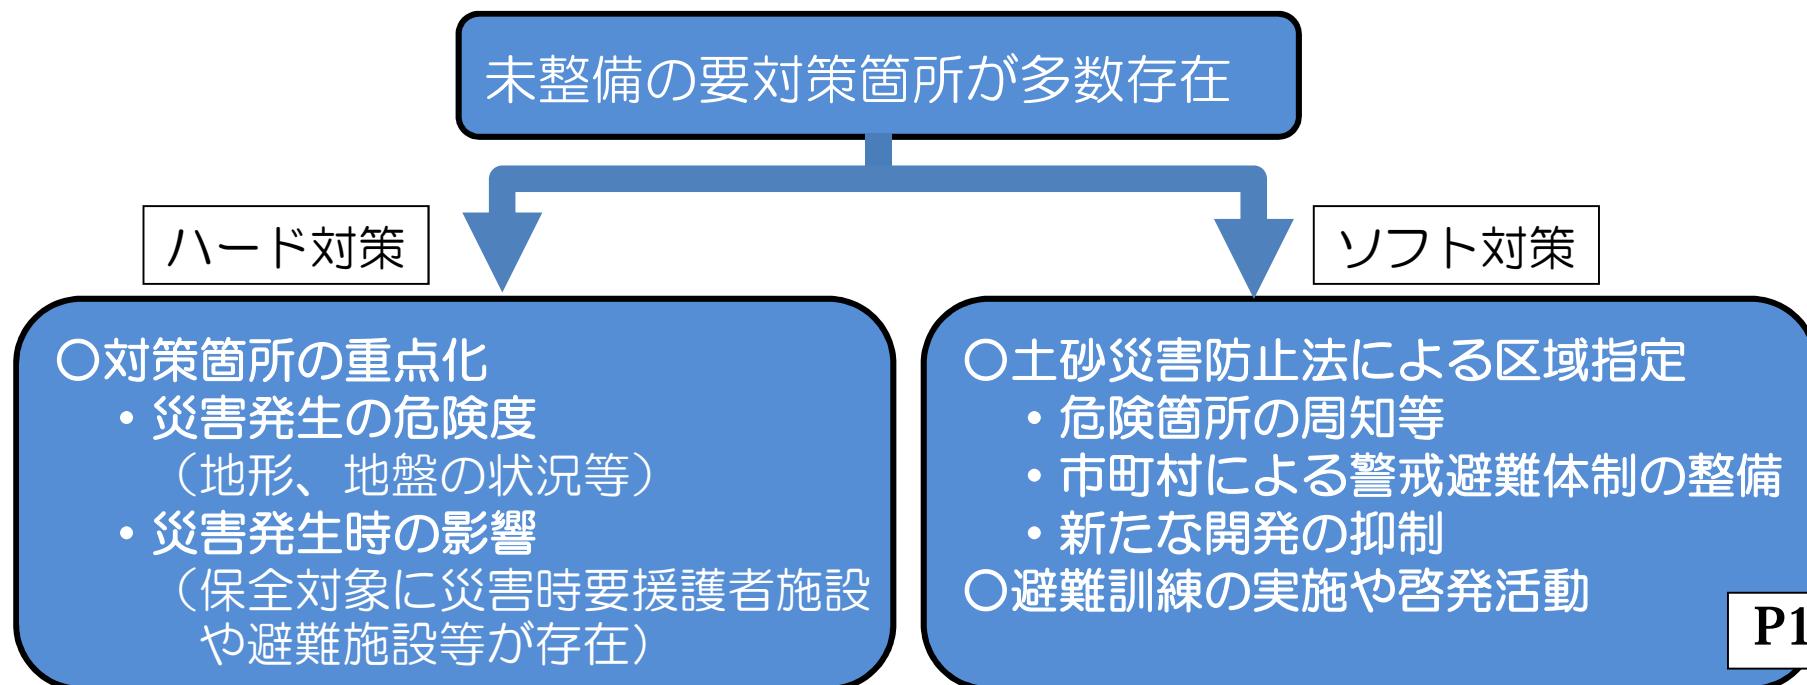 未整備の要対策箇所が多数存在
ハード対策
○対策箇所の重点化
・災害発生の危険度
（地形、地盤の状況等）
・災害発生時の影響
（保全対象に災害時要援護者施設
や避難施設等が存在）
ソフト対策
○土砂災害防止法による区域指定
・危険箇所の周知等
・市町村による警戒避難体制の整備
・新たな開発の抑制
○避難訓練の実施や啓発活動
P1